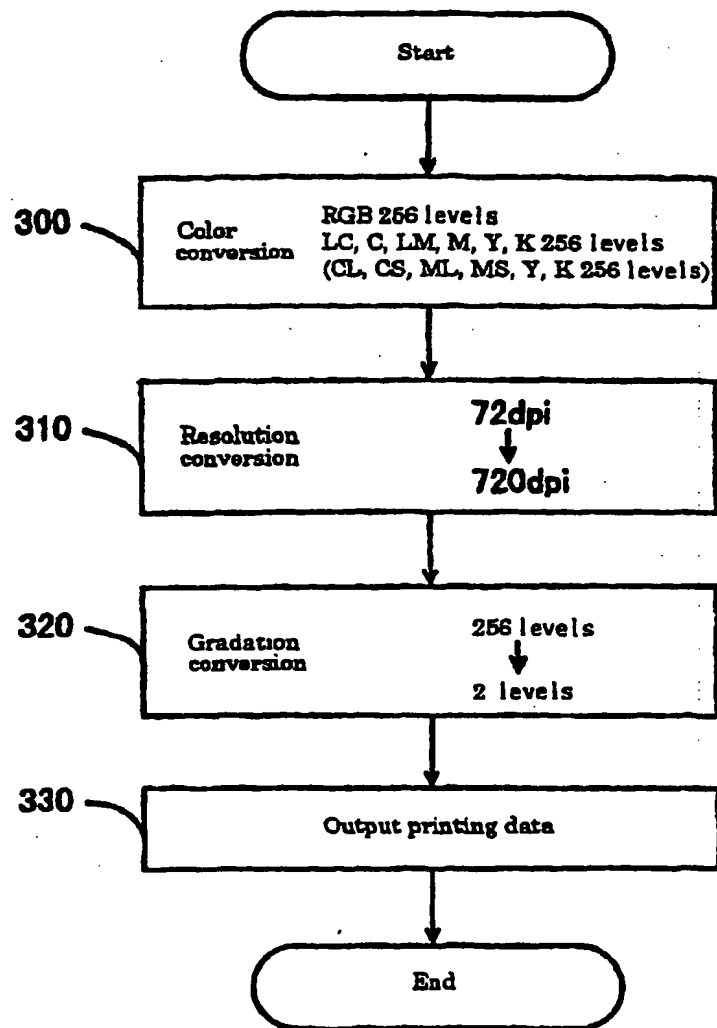 Start
300
Color conversion
RGB 256 levels
LC, C, LM, M, Y, K 256 levels
(CL, CS, ML, MS, Y, K 256 levels)
310
Resolution conversion
72dpi
720dpi
320
Gradation conversion
256 levels
2 levels
330
Output printing data
End